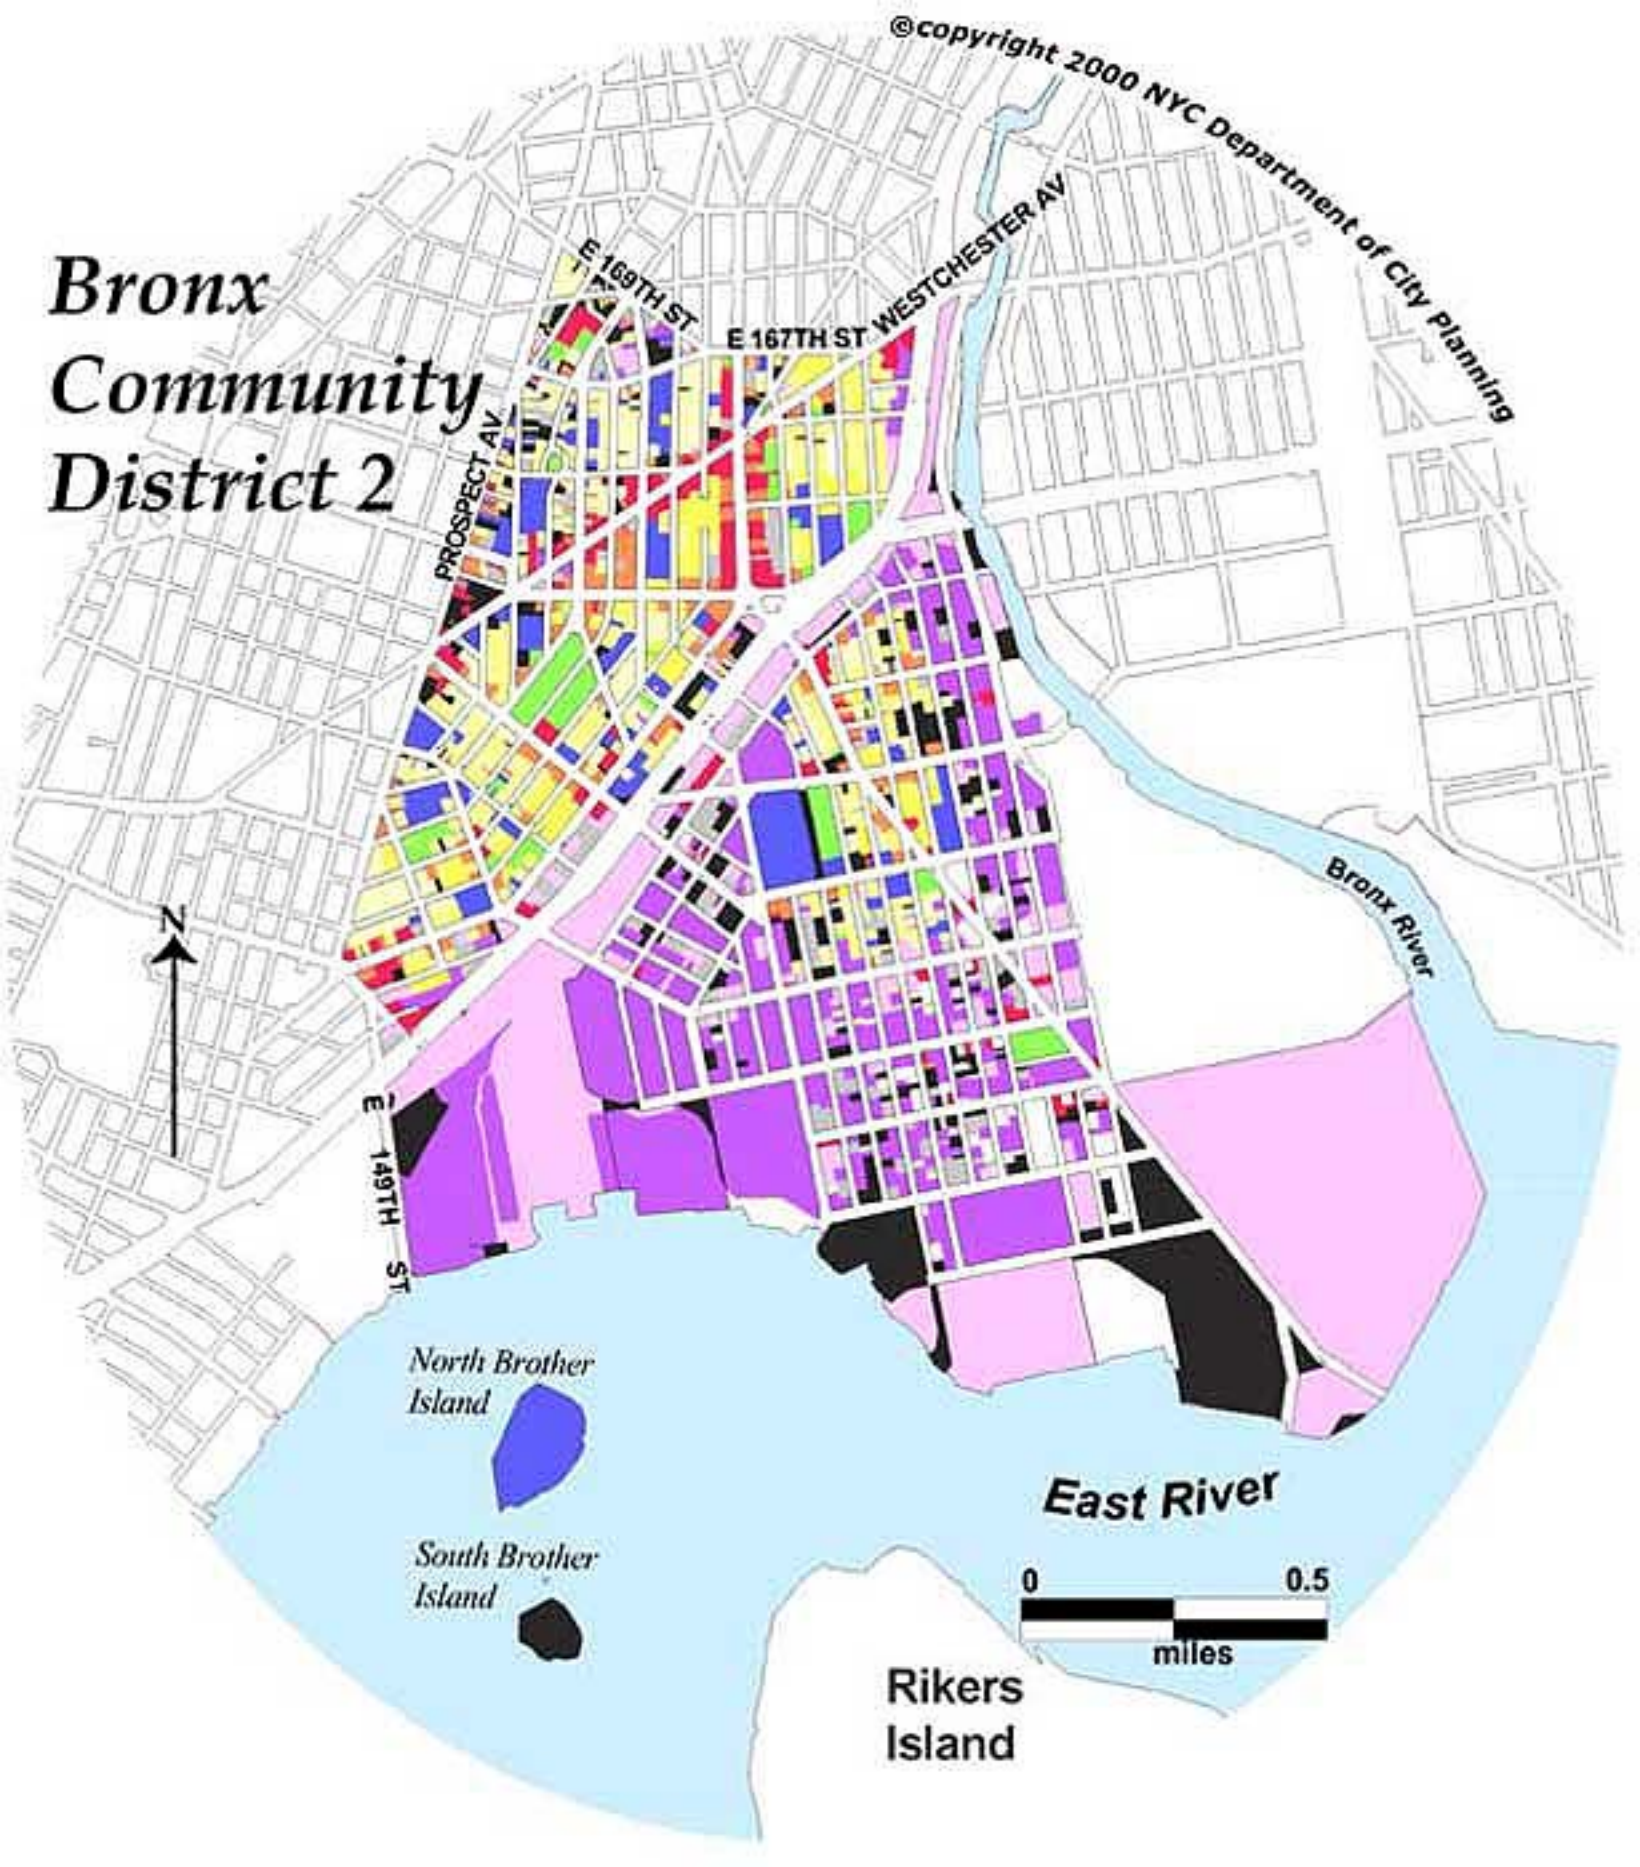 ©copyright 2000 NYC Department of City Planning
Bronx
Community
District 2
E 169TH ST
E 167TH ST
WESTCHESTER AV
PROSPECT AV
N
Bronx River
E 149TH ST
North Brother
Island
South Brother
Island
East River
0 0.5
miles
Rikers
Island